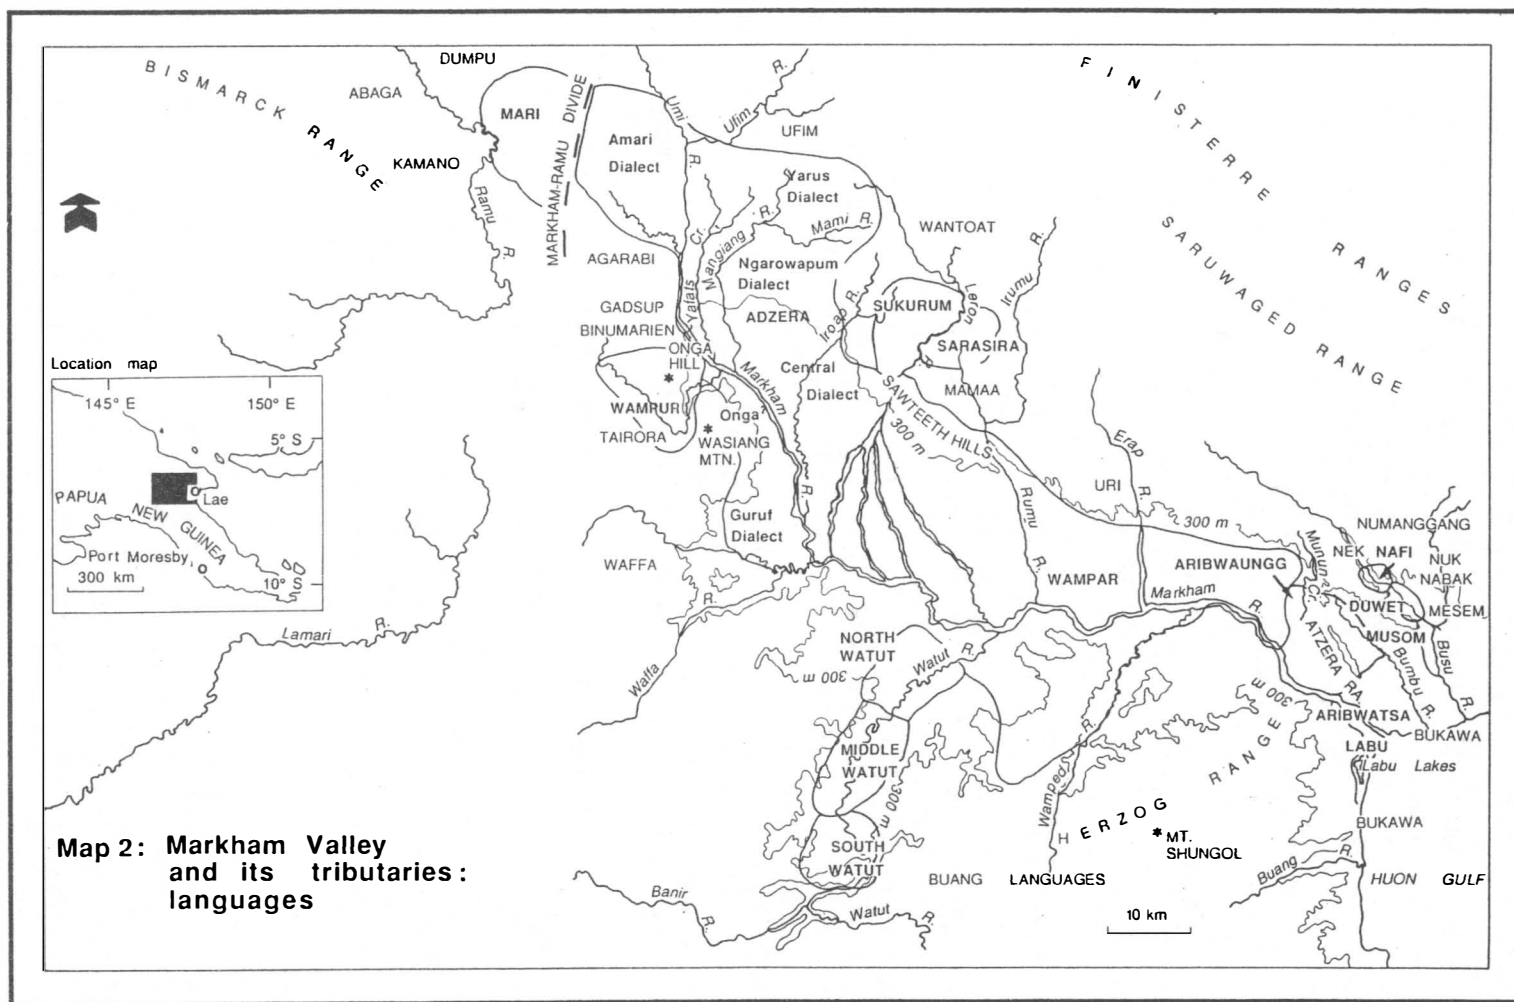 BISMARCK RANGE
DUMPU
ABAGA
MARI
KAMANO
Ramu R.
MARKHAM-RAMU DIVIDE
Amari
Dialect
Umi R.
Ufim R.
UFIM
Yarus
Dialect
Mami R.
WANTOAT
FINISTERRE RANGES
SARUWAGED RANGE
AGARABI
GADSUP
BINUMARIEN
ONGA
HILL
Yafats Cr.
Mangiang R.
Ngarowapum
Dialect
ADZERA
Iroap R.
SUKURUM
Leron R.
Irumu R.
SARASIRA
MAMAA
Central
Dialect
Markham R.
SAWTEETH HILLS
300 m
WAMPUR
TAIRORA
Onga
WASIANG
MTN.
Guruf
Dialect
WAFFA
Waffa R.
Lamari R.
Erap R.
URI
Rumu R.
WAMPAR
300 m
ARIBWAUNGG
Markham R.
Munun Cr.
NUMANGGANG
NEK
NAFI
NUK
NABAK
DUWET
MESEM
MUSOM
ATZERA RA.
Bumbu R.
Busu R.
ARIBWATSA
BUKAWA
LABU
Labu Lakes
BUKAWA
NORTH
WATUT
Watut R.
300 m
MIDDLE
WATUT
300 m
SOUTH
WATUT
Wamped R.
300 m
HERZOG RANGE
MT.
SHUNGOL
BUANG LANGUAGES
Buang R.
HUON GULF
Banir R.
Watut R.
10 km
Location map
145° E
150° E
5° S
Lae
PAPUA NEW GUINEA
Port Moresby
300 km
10° S
Map 2: Markham Valley
and its tributaries:
languages